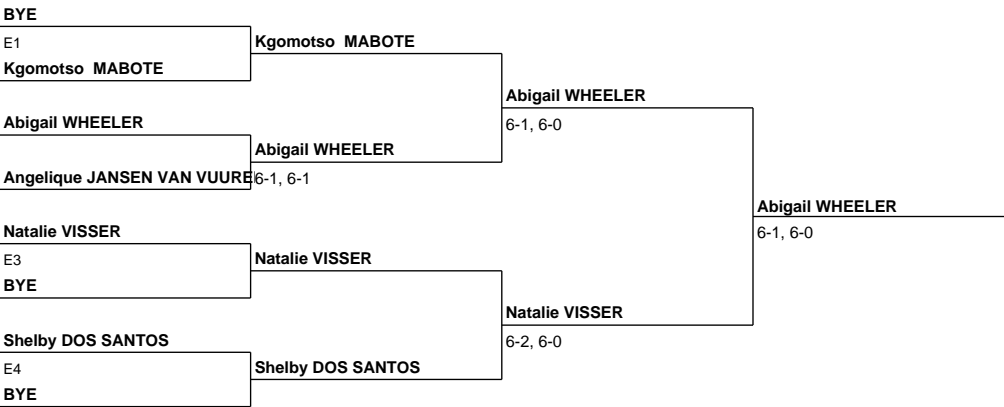 BYE
E1
Kgomotso MABOTE
Kgomotso MABOTE
Abigail WHEELER
6-1, 6-0
Abigail WHEELER
Abigail WHEELER
Angelique JANSEN VAN VUURE
6-1, 6-1
Abigail WHEELER
6-1, 6-0
Natalie VISSER
E3
Natalie VISSER
BYE
Natalie VISSER
6-2, 6-0
Shelby DOS SANTOS
E4
Shelby DOS SANTOS
BYE